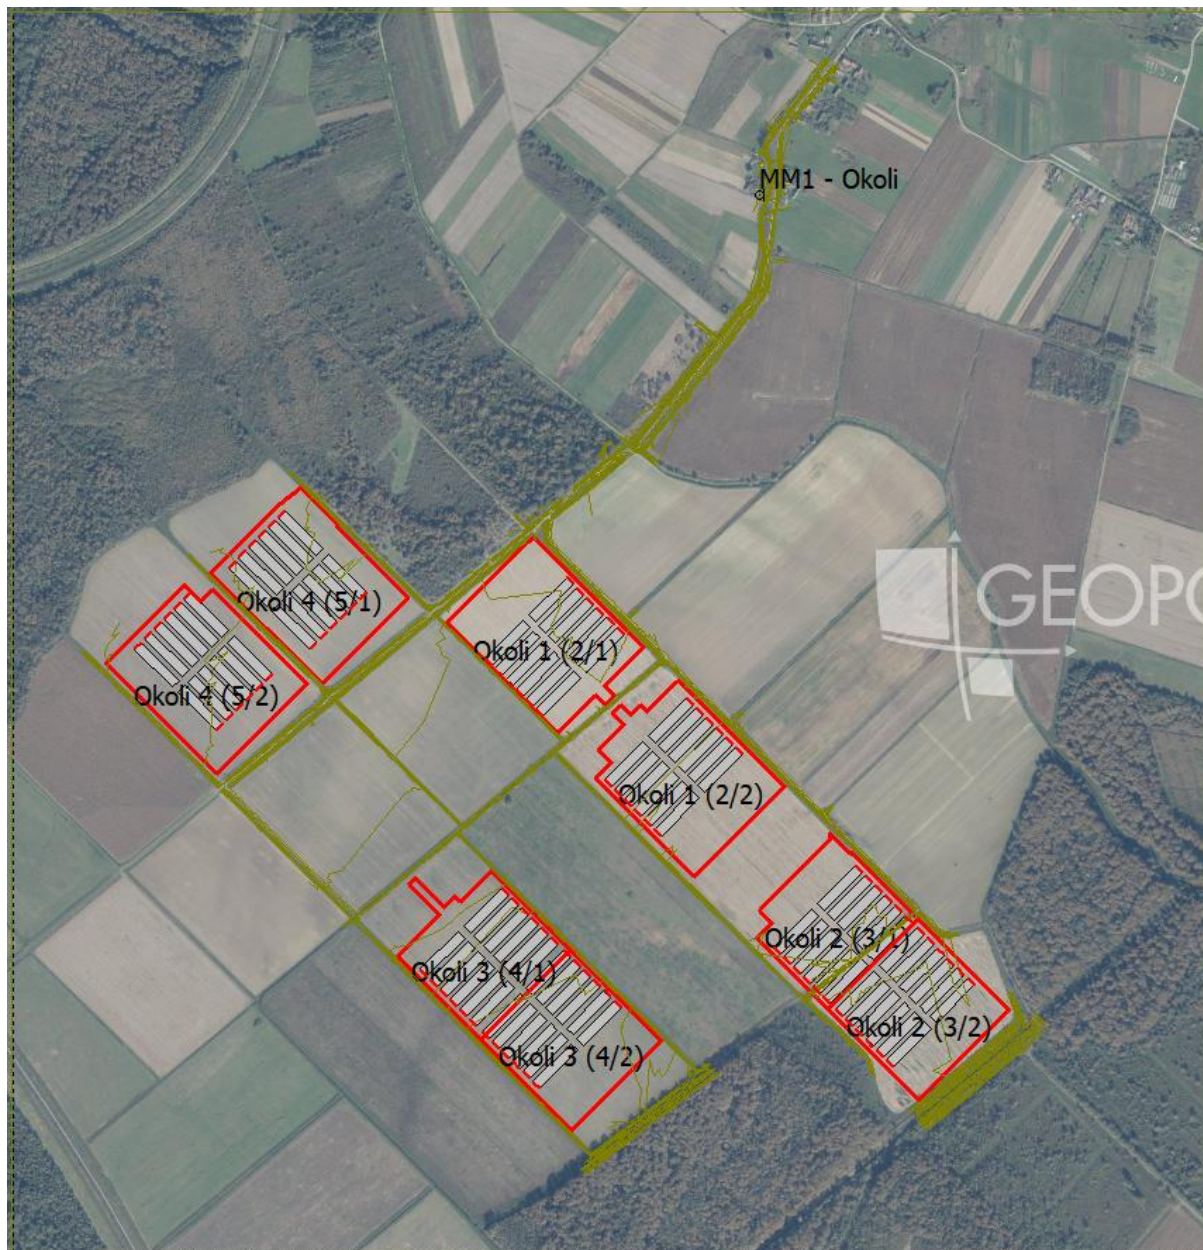 MM1 - Okoli
GEOPO
Okoli 4 (5/1)
Okoli 1 (2/1)
Okoli 4 (5/2)
Okoli 1 (2/2)
Okoli 2 (3/1)
Okoli 3 (4/1)
Okoli 2 (3/2)
Okoli 3 (4/2)